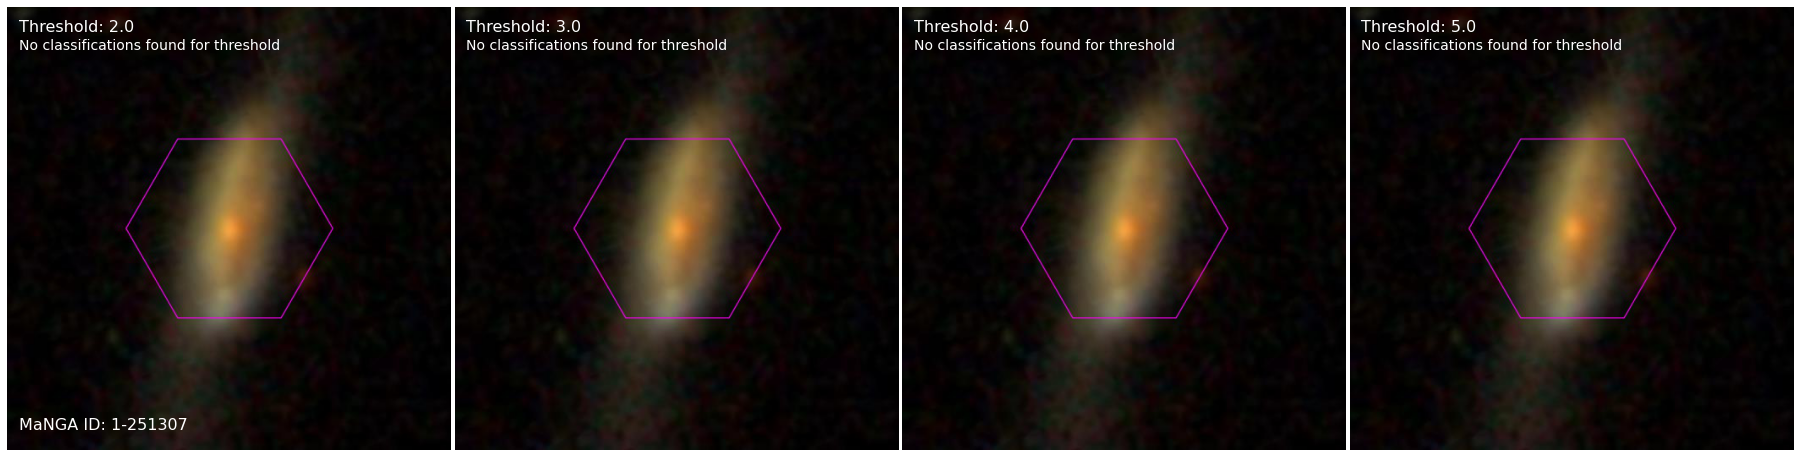 Threshold: 2.0
No classifications found for threshold
MaNGA ID: 1-251307
Threshold: 3.0
No classifications found for threshold
Threshold: 4.0
No classifications found for threshold
Threshold: 5.0
No classifications found for threshold